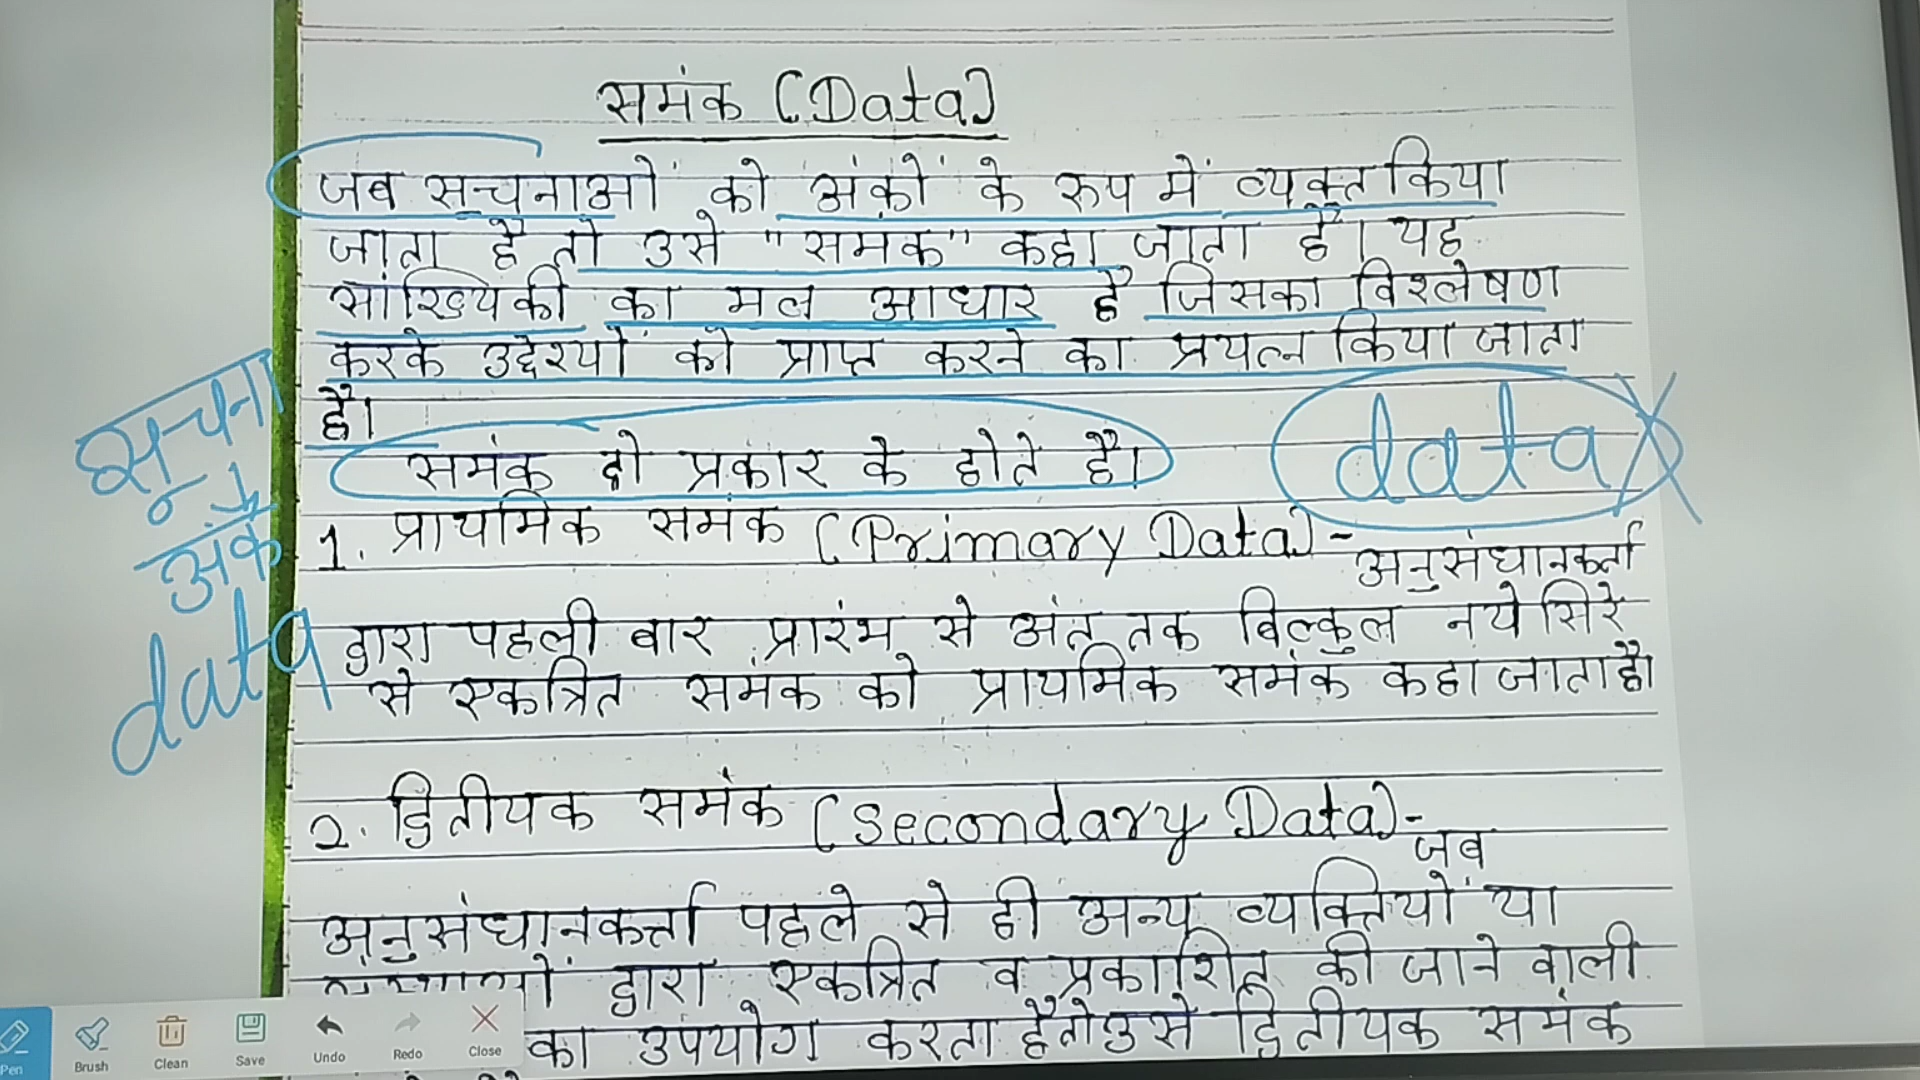 समंक (Data)
जब सूचनाओं को अंकों के रूप में व्यक्त किया
जाता है तो उसे "समंक" कहा जाता है। यह
सांख्यिकी का मूल आधार है जिसका विश्लेषण
करके उद्देश्यों को प्राप्त करने का प्रयत्न किया जाता
है।
समंक दो प्रकार के होते हैं।
data
सूचना
अंक
data
1. प्राथमिक समंक (Primary Data) -
अनुसंधानकर्ता
द्वारा पहली बार प्रारंभ से अंत तक बिल्कुल नये सिरे
से एकत्रित समंक को प्राथमिक समंक कहा जाता है।
2. द्वितीयक समंक (Secondary Data) -
जब
अनुसंधानकर्त्ता पहले से ही अन्य व्यक्तियों या
द्वारा एकत्रित व प्रकाशित की जाने वाली
का उपयोग करता है तो उसे द्वितीयक समंक
Pen Brush Clean Save Undo Redo Close